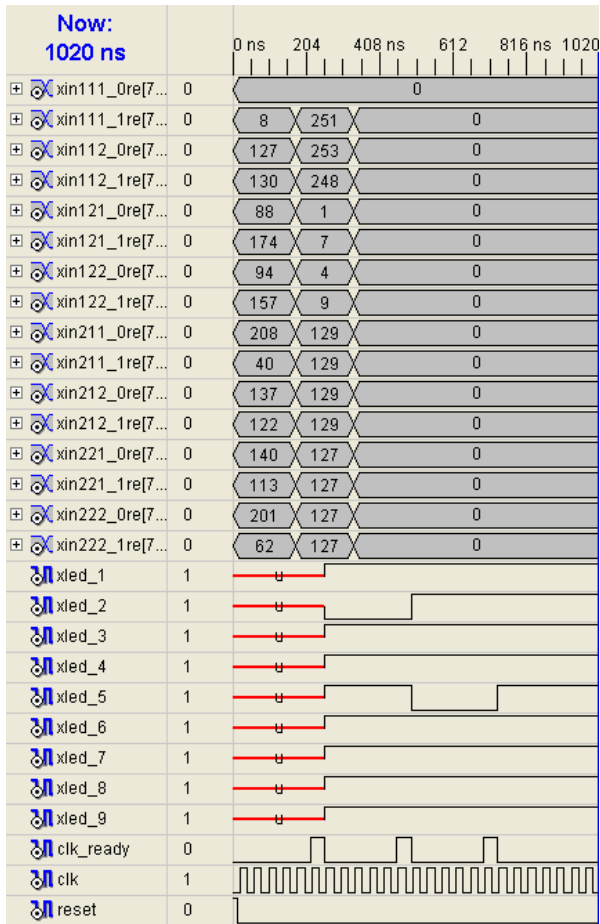 Now:
1020 ns
0 ns 204 408 ns 612 816 ns 1020
xin111_0re[7... 0 0
xin111_1re[7... 0 8 251 0
xin112_0re[7... 0 127 253 0
xin112_1re[7... 0 130 248 0
xin121_0re[7... 0 88 1 0
xin121_1re[7... 0 174 7 0
xin122_0re[7... 0 94 4 0
xin122_1re[7... 0 157 9 0
xin211_0re[7... 0 208 129 0
xin211_1re[7... 0 40 129 0
xin212_0re[7... 0 137 129 0
xin212_1re[7... 0 122 129 0
xin221_0re[7... 0 140 127 0
xin221_1re[7... 0 113 127 0
xin222_0re[7... 0 201 127 0
xin222_1re[7... 0 62 127 0
xled_1 1 u
xled_2 1 u
xled_3 1 u
xled_4 1 u
xled_5 1 u
xled_6 1 u
xled_7 1 u
xled_8 1 u
xled_9 1 u
clk_ready 0
clk 1
reset 0